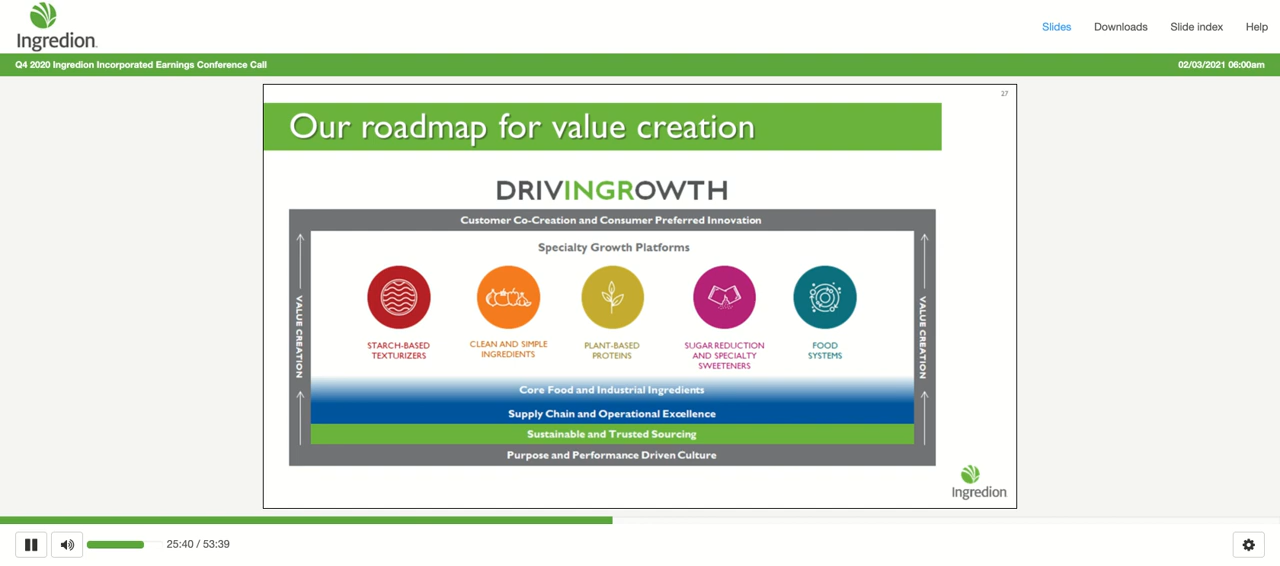 Ingredion
Slides Downloads Slide index Help
Q4 2020 Ingredion Incorporated Earnings Conference Call 02/03/2021 06:00am
27
Our roadmap for value creation
DRIVINGROWTH
Customer Co-Creation and Consumer Preferred Innovation
Specialty Growth Platforms
VALUE CREATION
STARCH-BASED
TEXTURIZERS
CLEAN AND SIMPLE
INGREDIENTS
PLANT-BASED
PROTEINS
SUGAR REDUCTION
AND SPECIALTY
SWEETENERS
FOOD
SYSTEMS
VALUE CREATION
Core Food and Industrial Ingredients
Supply Chain and Operational Excellence
Sustainable and Trusted Sourcing
Purpose and Performance Driven Culture
Ingredion
25:40 / 53:39